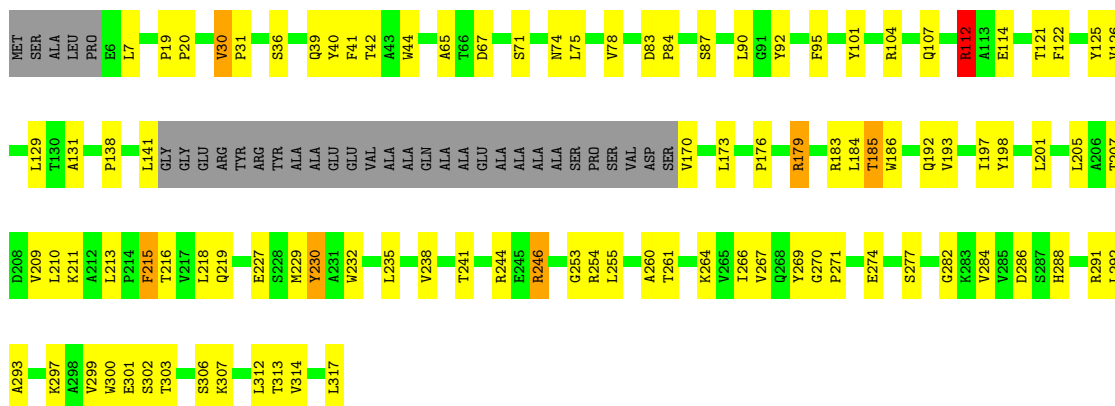 MET SER ALA LEU PRO E6 L7 P19 P20 V30 P31 S36 Q39 Y40 F41 T42 A43 W44 A65 T66 D67 S71 N74 L75 V78 D83 P84 S87 L90 G91 Y92 F95 Y101 R104 Q107 R112 A113 E114 T121 F122 Y125 V126
L129 T130 A131 P138 L141 GLY GLY GLU ARG TYR ARG TYR ALA ALA GLU GLU VAL ALA ALA GLN ALA ALA GLU ALA ALA ALA ALA SER PRO SER VAL ASP SER V170 L173 P176 R179 R183 L184 T185 W186 Q192 V193 I197 Y198 L201 L205 A206 T207
D208 V209 L210 K211 A212 L213 P214 F215 T216 V217 L218 Q219 E227 S228 M229 Y230 A231 W232 L235 V238 T241 R244 E245 R246 G253 R254 L255 A260 T261 K264 V265 I266 V267 Q268 Y269 G270 P271 E274 S277 G282 K283 V284 V285 D286 S287 H288 R291 L292
A293 K297 A298 V299 W300 E301 S302 T303 S306 K307 L312 T313 V314 L317